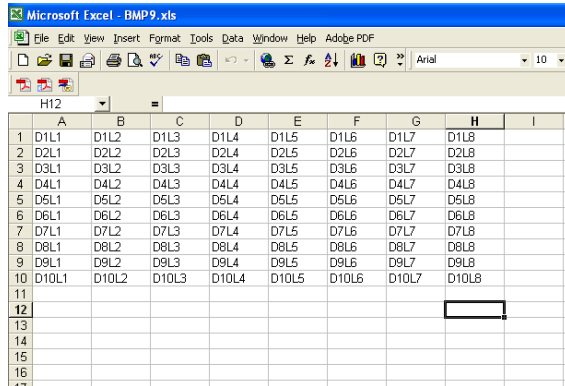 Microsoft Excel - BMP9.xls
File Edit View Insert Format Tools Data Window Help Adobe PDF
Arial 10
H12 =
A B C D E F G H I
1 D1L1 D1L2 D1L3 D1L4 D1L5 D1L6 D1L7 D1L8
2 D2L1 D2L2 D2L3 D2L4 D2L5 D2L6 D2L7 D2L8
3 D3L1 D3L2 D3L3 D3L4 D3L5 D3L6 D3L7 D3L8
4 D4L1 D4L2 D4L3 D4L4 D4L5 D4L6 D4L7 D4L8
5 D5L1 D5L2 D5L3 D5L4 D5L5 D5L6 D5L7 D5L8
6 D6L1 D6L2 D6L3 D6L4 D6L5 D6L6 D6L7 D6L8
7 D7L1 D7L2 D7L3 D7L4 D7L5 D7L6 D7L7 D7L8
8 D8L1 D8L2 D8L3 D8L4 D8L5 D8L6 D8L7 D8L8
9 D9L1 D9L2 D9L3 D9L4 D9L5 D9L6 D9L7 D9L8
10 D10L1 D10L2 D10L3 D10L4 D10L5 D10L6 D10L7 D10L8
11
12
13
14
15
16
17